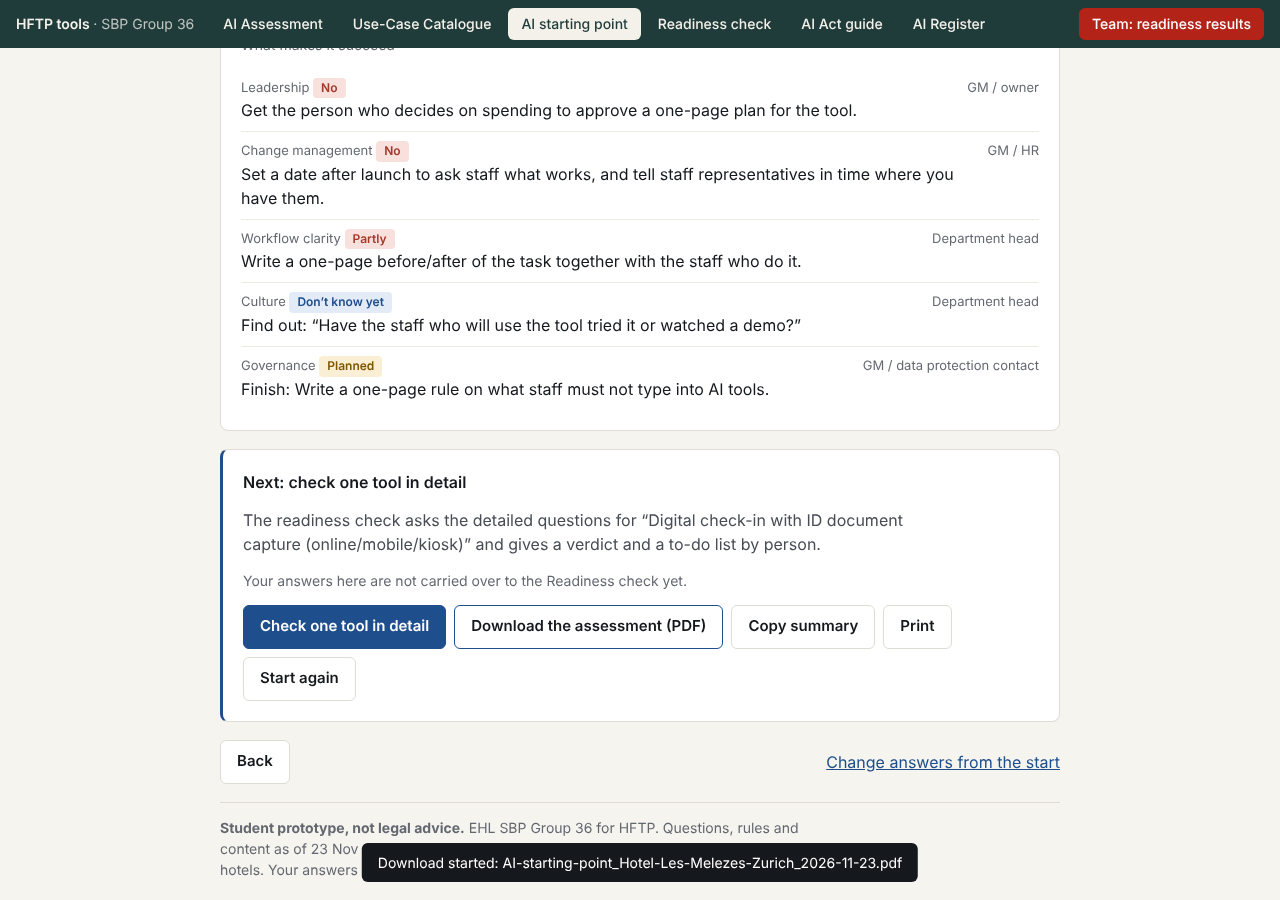 HFTP tools · SBP Group 36
AI Assessment
Use-Case Catalogue
AI starting point
Readiness check
AI Act guide
AI Register
Team: readiness results
Leadership No
GM / owner
Get the person who decides on spending to approve a one-page plan for the tool.
Change management No
GM / HR
Set a date after launch to ask staff what works, and tell staff representatives in time where you
have them.
Workflow clarity Partly
Department head
Write a one-page before/after of the task together with the staff who do it.
Culture Don’t know yet
Department head
Find out: “Have the staff who will use the tool tried it or watched a demo?”
Governance Planned
GM / data protection contact
Finish: Write a one-page rule on what staff must not type into AI tools.
Next: check one tool in detail
The readiness check asks the detailed questions for “Digital check-in with ID document
capture (online/mobile/kiosk)” and gives a verdict and a to-do list by person.
Your answers here are not carried over to the Readiness check yet.
Check one tool in detail
Download the assessment (PDF)
Copy summary
Print
Start again
Back
Change answers from the start
Student prototype, not legal advice. EHL SBP Group 36 for HFTP. Questions, rules and
content as of 23 Nov
hotels. Your answers
Download started: AI-starting-point_Hotel-Les-Melezes-Zurich_2026-11-23.pdf